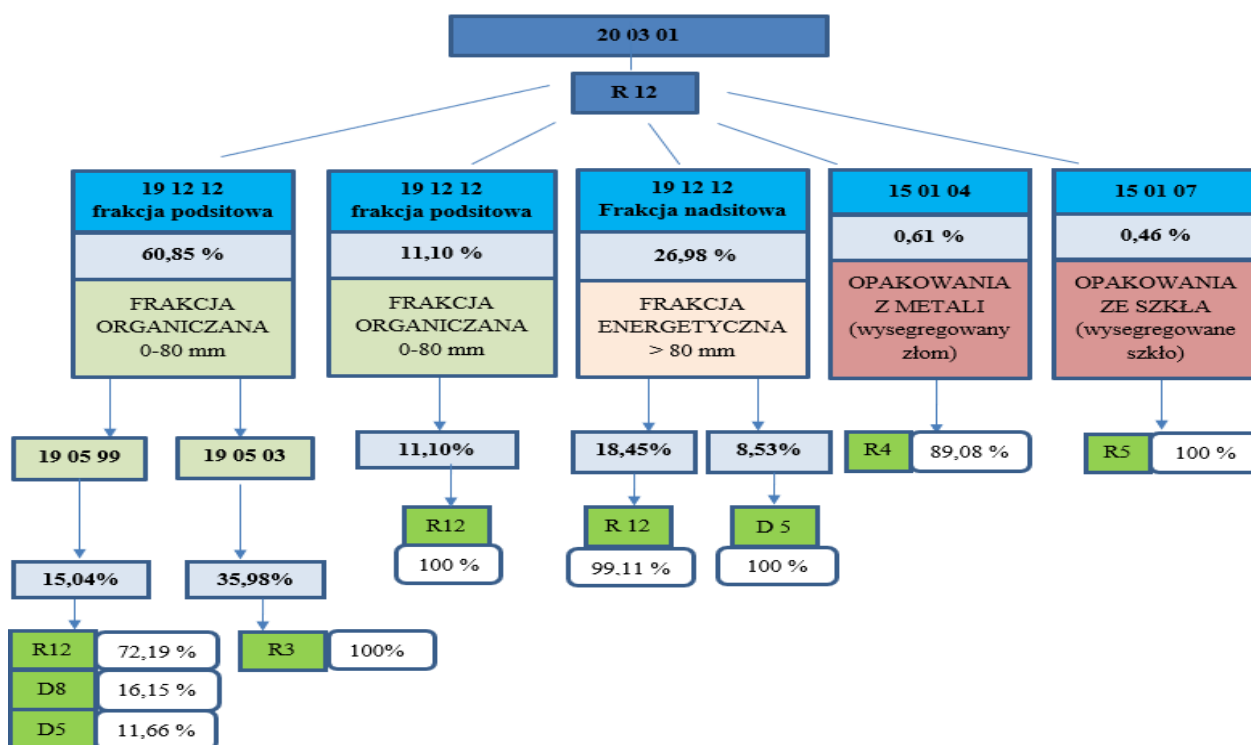 20 03 01
R 12
19 12 12
frakcja podsitowa
60,85 %
FRAKCJA
ORGANICZANA
0-80 mm
19 12 12
frakcja podsitowa
11,10 %
FRAKCJA
ORGANICZANA
0-80 mm
19 12 12
Frakcja nadsitowa
26,98 %
FRAKCJA
ENERGETYCZNA
> 80 mm
15 01 04
0,61 %
OPAKOWANIA
Z METALI
(wysegregowany
złom)
15 01 07
0,46 %
OPAKOWANIA
ZE SZKŁA
(wysegregowane
szkło)
19 05 99
19 05 03
11,10%
18,45%
8,53%
R4
89,08 %
R5
100 %
R12
100 %
R 12
99,11 %
D 5
100 %
15,04%
35,98%
R12
72,19 %
D8
16,15 %
D5
11,66 %
R3
100%